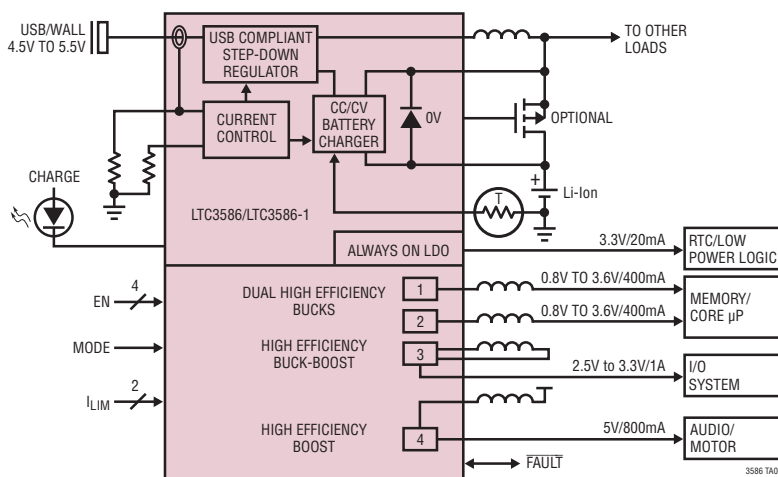 USB/WALL
4.5V TO 5.5V
USB COMPLIANT
STEP-DOWN
REGULATOR
TO OTHER
LOADS
CURRENT
CONTROL
CC/CV
BATTERY
CHARGER
0V
OPTIONAL
CHARGE
T
+
Li-Ion
LTC3586/LTC3586-1
ALWAYS ON LDO
3.3V/20mA
RTC/LOW
POWER LOGIC
EN
4
DUAL HIGH EFFICIENCY
BUCKS
1
0.8V TO 3.6V/400mA
2
0.8V TO 3.6V/400mA
MEMORY/
CORE µP
MODE
HIGH EFFICIENCY
BUCK-BOOST
3
2.5V to 3.3V/1A
I/O
SYSTEM
ILIM
2
HIGH EFFICIENCY
BOOST
4
5V/800mA
AUDIO/
MOTOR
FAULT